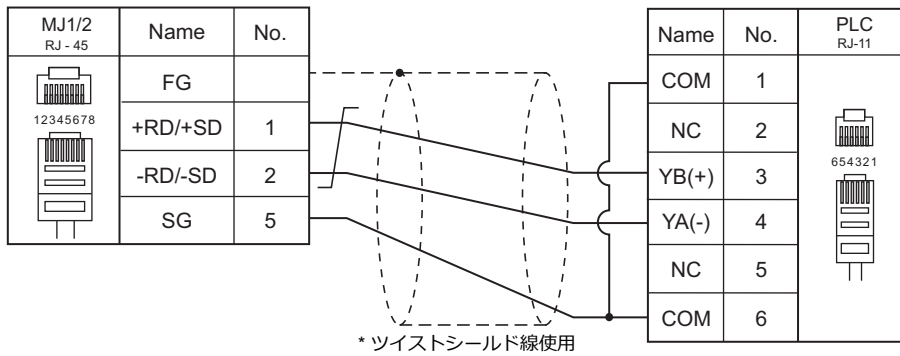 MJ1/2
RJ - 45
Name
No.
12345678
FG
+RD/+SD
1
-RD/-SD
2
SG
5
Name
No.
PLC
RJ-11
COM
1
NC
2
YB(+)
3
YA(-)
4
NC
5
COM
6
654321
* ツイストシールド線使用